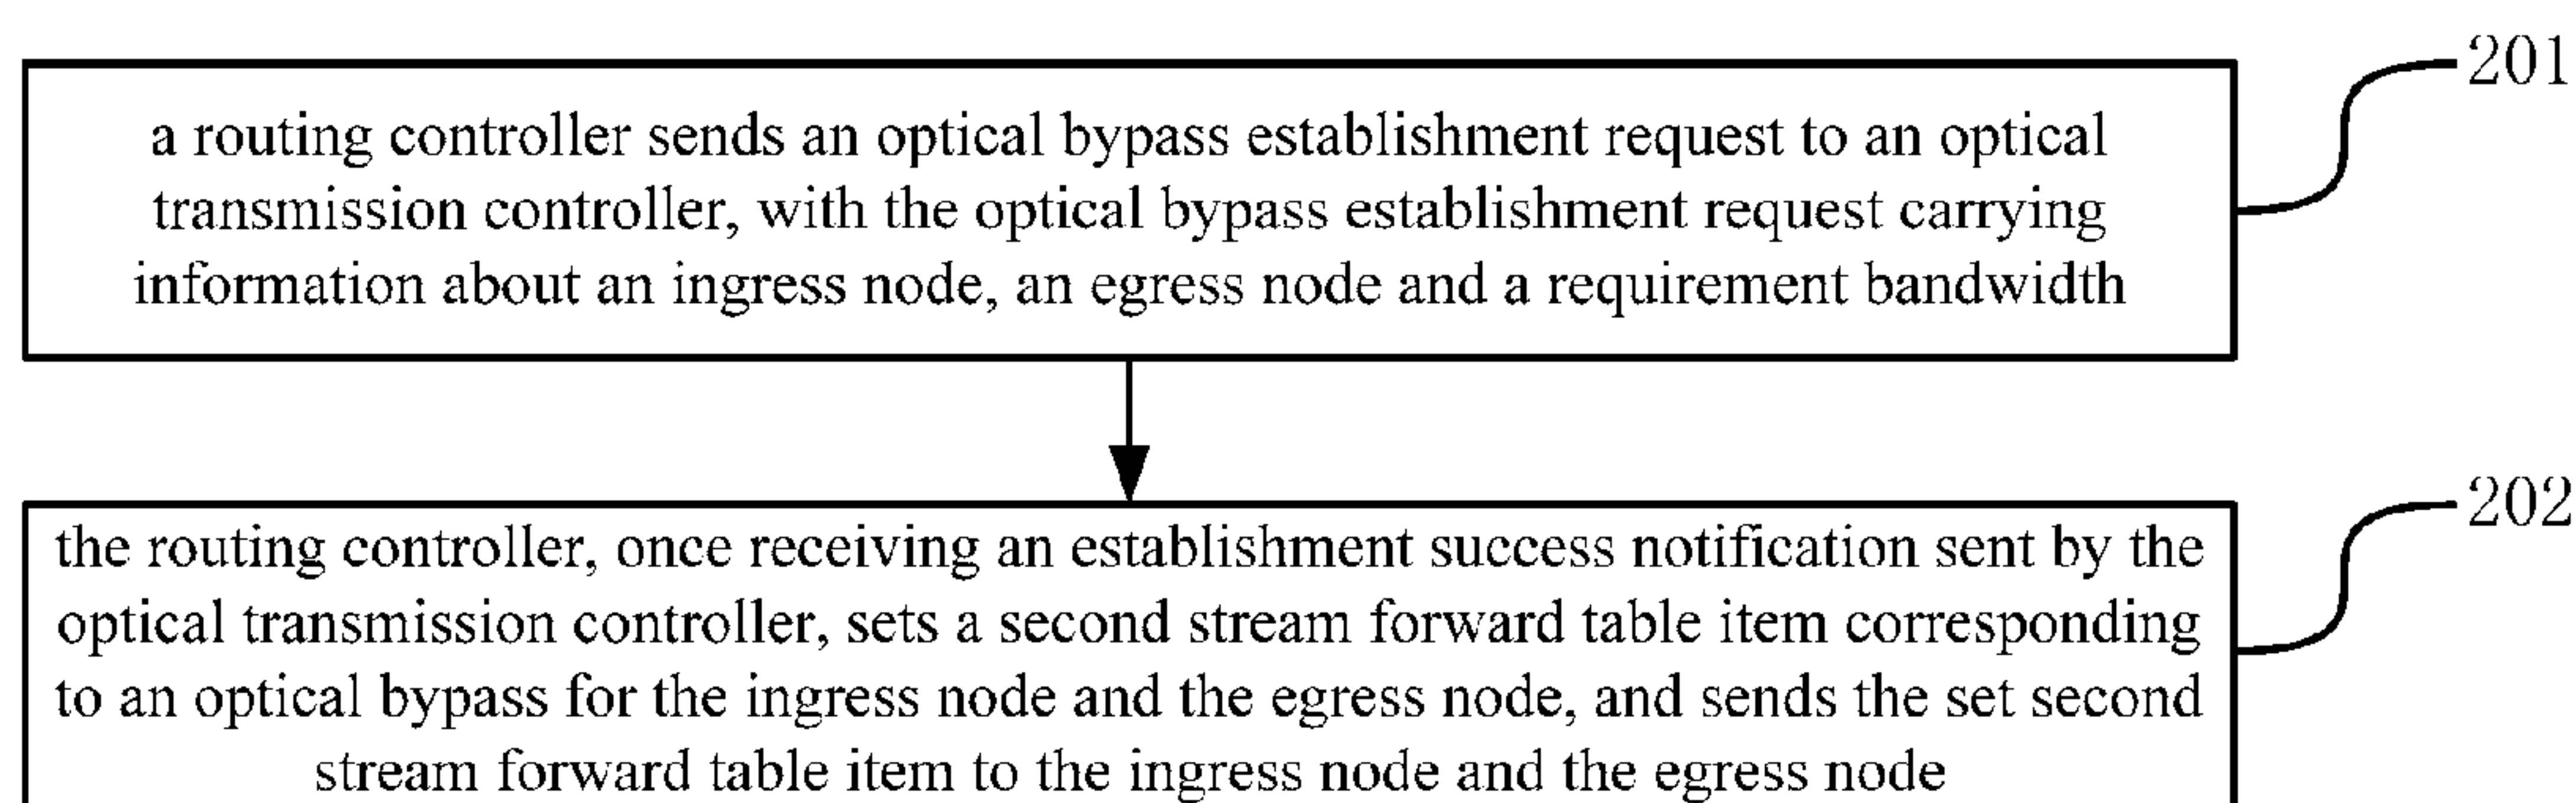 201
a routing controller sends an optical bypass establishment request to an optical
transmission controller, with the optical bypass establishment request carrying
information about an ingress node, an egress node and a requirement bandwidth
202
the routing controller, once receiving an establishment success notification sent by the
optical transmission controller, sets a second stream forward table item corresponding
to an optical bypass for the ingress node and the egress node, and sends the set second
stream forward table item to the ingress node and the egress node